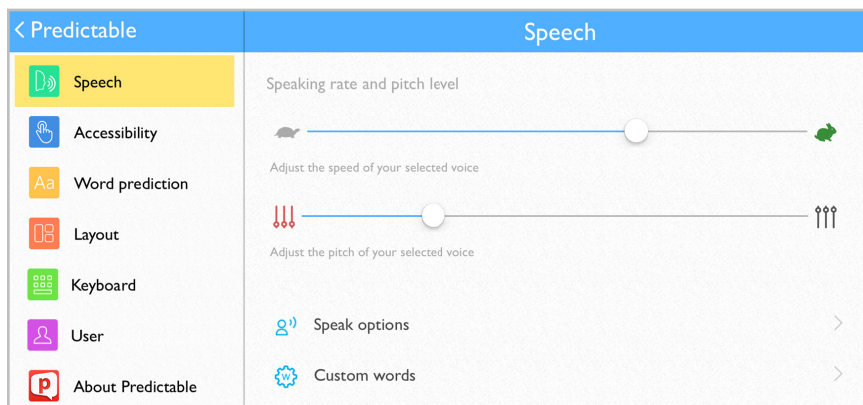 Predictable
Speech
Speech
Accessibility
Aa Word prediction
Layout
Keyboard
User
p About Predictable
Speaking rate and pitch level
Adjust the speed of your selected voice
Adjust the pitch of your selected voice
Speak options
W Custom words